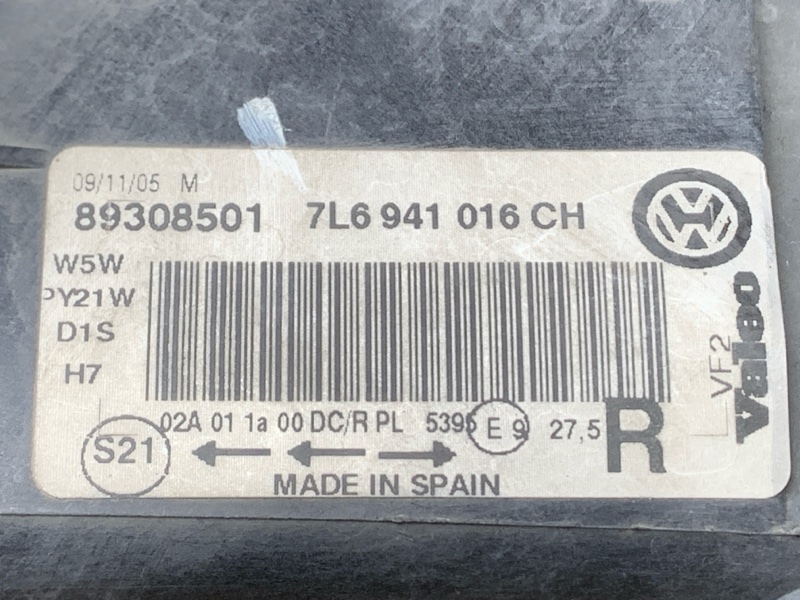 09/11/05 M
89308501 7L6 941 016 CH
W5W
PY21W
D1S
H7
02A 01 1a 00 DC/R PL 5395 E 9 27,5 R
S21
MADE IN SPAIN
VF2
Valeo